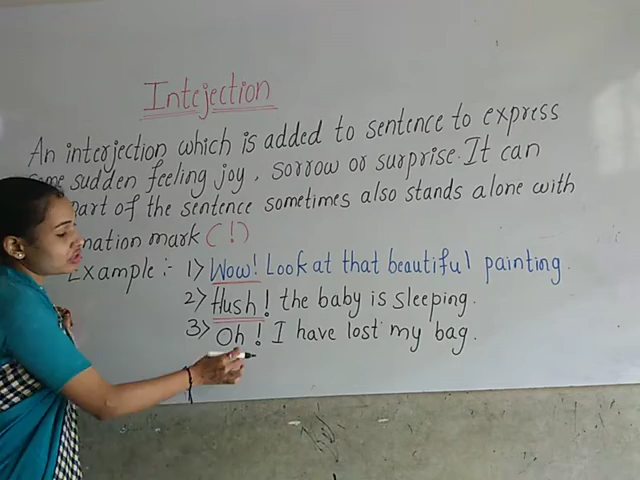 Intejection
An interjection which is added to sentence to express
sudden feeling joy, sorrow or surprise. It can
part of the sentence sometimes also stands alone with
mark (!)
Example :- 1) Wow! Look at that beautiful painting.
2) Hush! the baby is sleeping.
3) Oh! I have lost my bag.